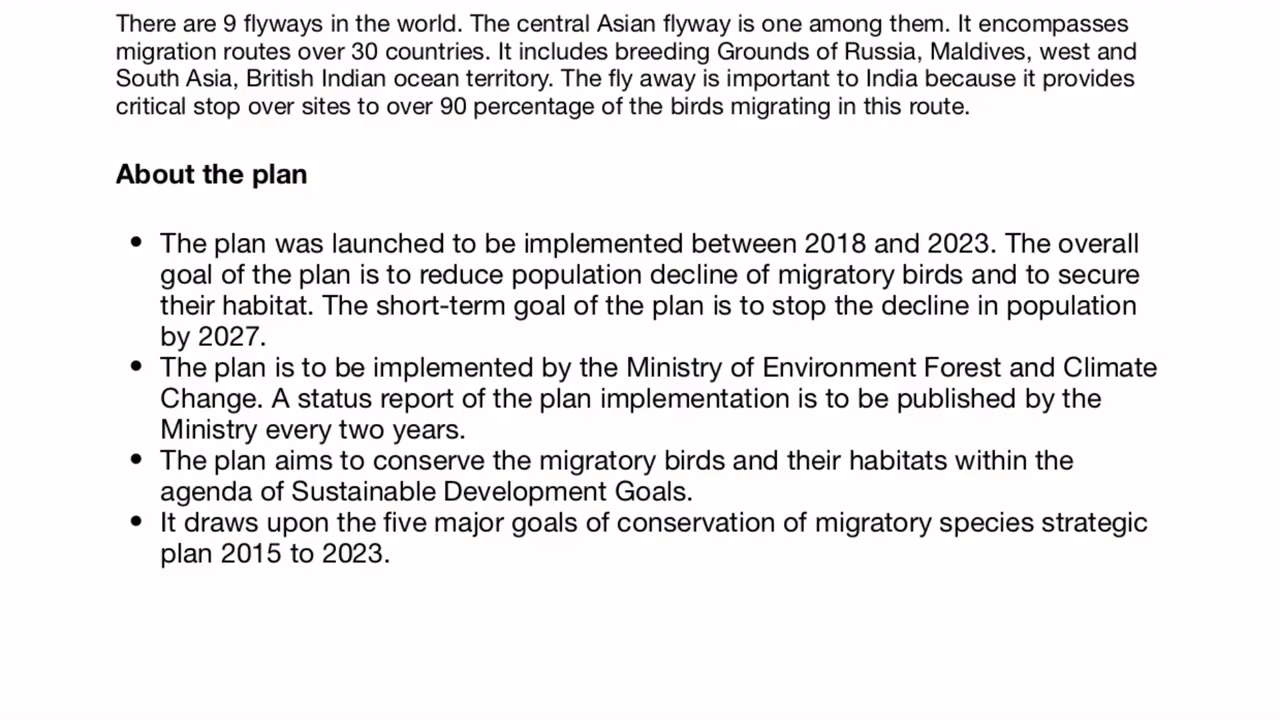 There are 9 flyways in the world. The central Asian flyway is one among them. It encompasses
migration routes over 30 countries. It includes breeding Grounds of Russia, Maldives, west and
South Asia, British Indian ocean territory. The fly away is important to India because it provides
critical stop over sites to over 90 percentage of the birds migrating in this route.
About the plan
• The plan was launched to be implemented between 2018 and 2023. The overall
goal of the plan is to reduce population decline of migratory birds and to secure
their habitat. The short-term goal of the plan is to stop the decline in population
by 2027.
• The plan is to be implemented by the Ministry of Environment Forest and Climate
Change. A status report of the plan implementation is to be published by the
Ministry every two years.
• The plan aims to conserve the migratory birds and their habitats within the
agenda of Sustainable Development Goals.
• It draws upon the five major goals of conservation of migratory species strategic
plan 2015 to 2023.